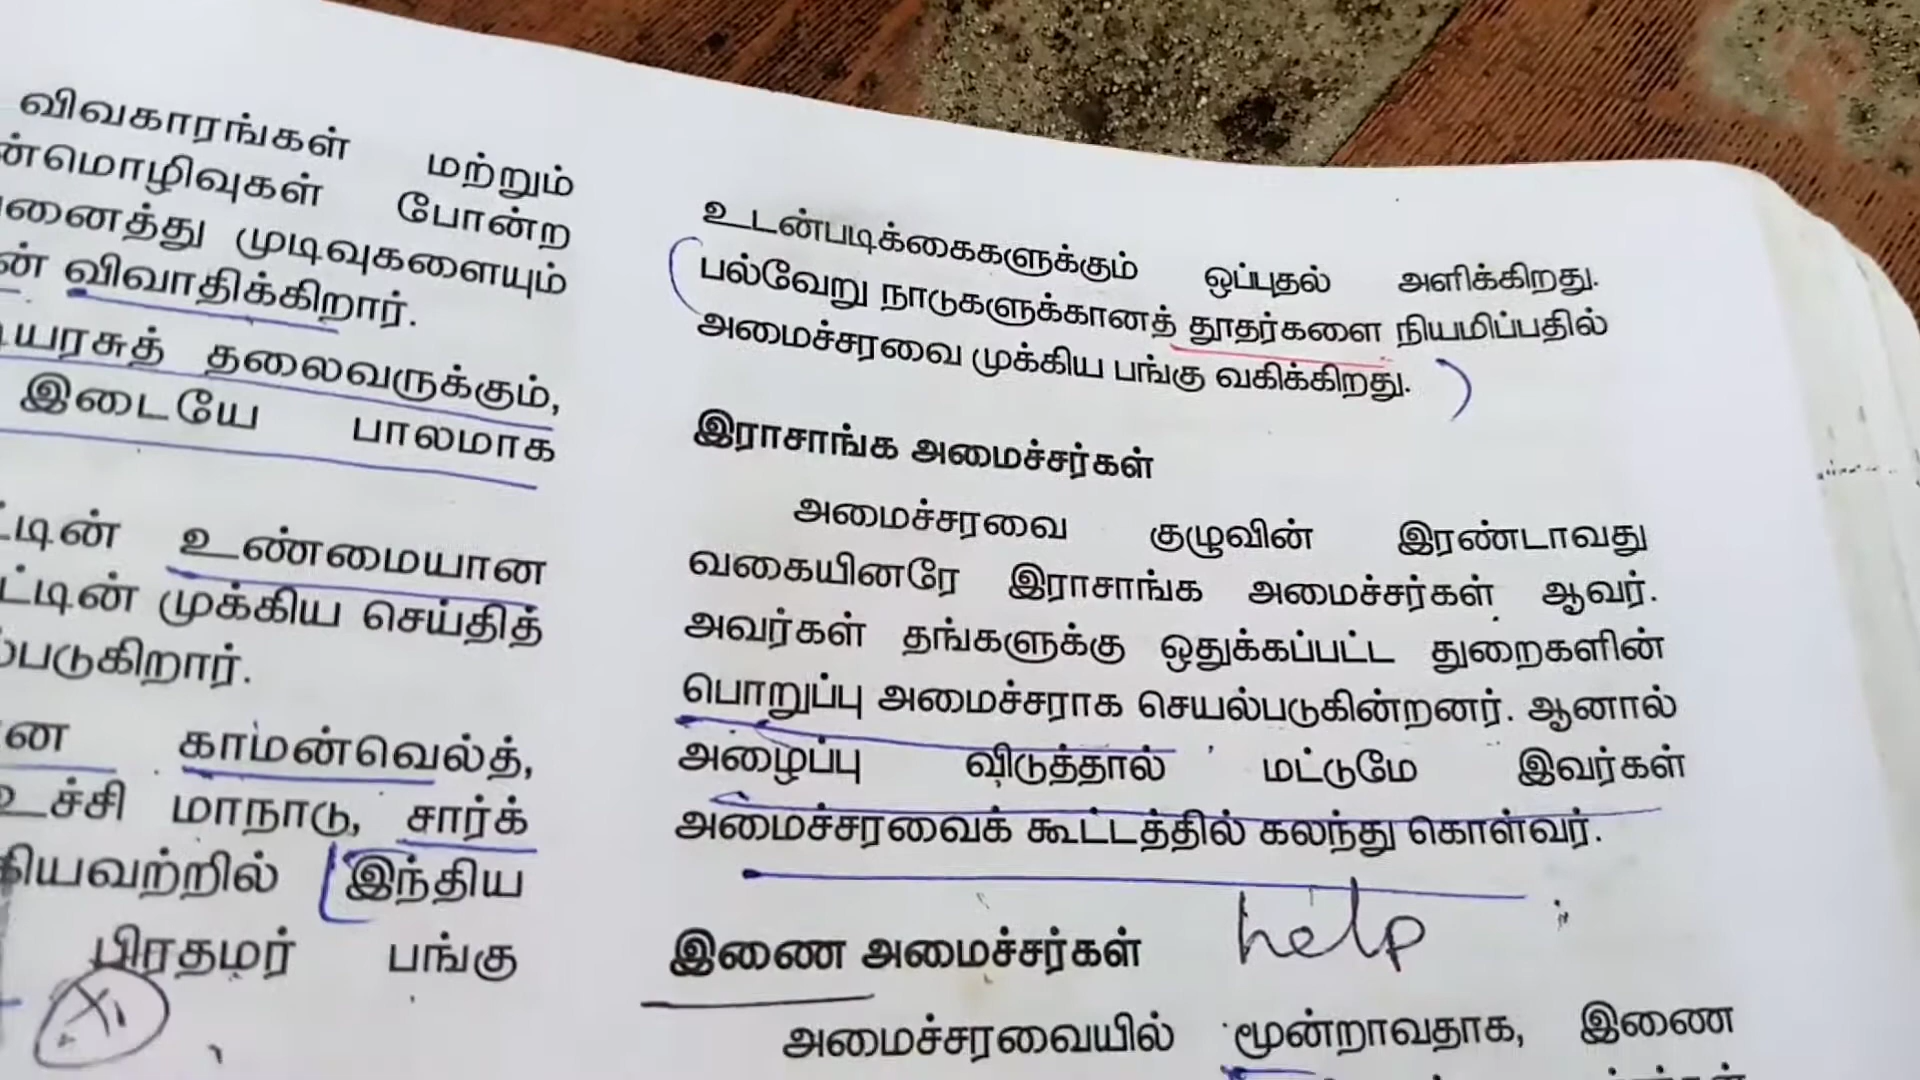 விவகாரங்கள் மற்றும்
போன்ற
முடிவுகளையும்
விவாதிக்கிறார்.
தலைவருக்கும்,
இடையே பாலமாக
உண்மையான
முக்கிய செய்தித்
காமன்வெல்த்,
உச்சி மாநாடு, சார்க்
இந்திய
பிரதமர் பங்கு
உடன்படிக்கைகளுக்கும் ஒப்புதல் அளிக்கிறது.
பல்வேறு நாடுகளுக்கானத் தூதர்களை நியமிப்பதில்
அமைச்சரவை முக்கிய பங்கு வகிக்கிறது.
இராசாங்க அமைச்சர்கள்
அமைச்சரவை குழுவின் இரண்டாவது
வகையினரே இராசாங்க அமைச்சர்கள் ஆவர்.
அவர்கள் தங்களுக்கு ஒதுக்கப்பட்ட துறைகளின்
பொறுப்பு அமைச்சராக செயல்படுகின்றனர். ஆனால்
அழைப்பு விடுத்தால் மட்டுமே இவர்கள்
அமைச்சரவைக் கூட்டத்தில் கலந்து கொள்வர்.
இணை அமைச்சர்கள் help
அமைச்சரவையில் மூன்றாவதாக, இணை